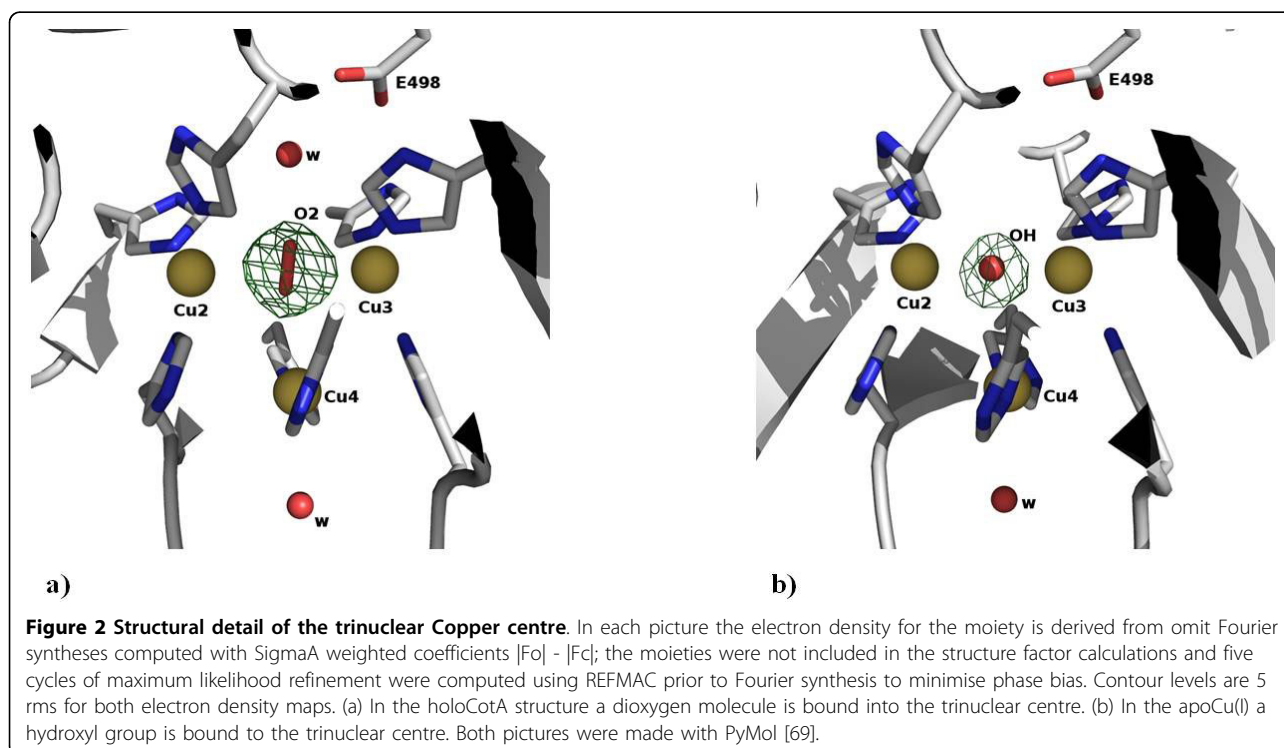 E498
w
O2
Cu2
Cu3
Cu4
w
a)
E498
OH
Cu2
Cu3
Cu4
w
b)
Figure 2 Structural detail of the trinuclear Copper centre. In each picture the electron density for the moiety is derived from omit Fourier
syntheses computed with SigmaA weighted coefficients |Fo| - |Fc|; the moieties were not included in the structure factor calculations and five
cycles of maximum likelihood refinement were computed using REFMAC prior to Fourier synthesis to minimise phase bias. Contour levels are 5
rms for both electron density maps. (a) In the holoCotA structure a dioxygen molecule is bound into the trinuclear centre. (b) In the apoCu(I) a
hydroxyl group is bound to the trinuclear centre. Both pictures were made with PyMol [69].